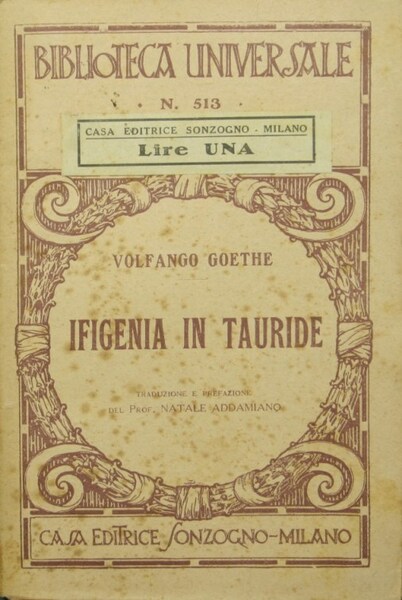 BIBLIOTECA UNIVERSALE
N. 513
CASA EDITRICE SONZOGNO - MILANO
Lire UNA
VOLFANGO GOETHE
IFIGENIA IN TAURIDE
TRADUZIONE E PREFAZIONE
DEL PROF. NATALE ADDAMIANO
CASA EDITRICE SONZOGNO-MILANO